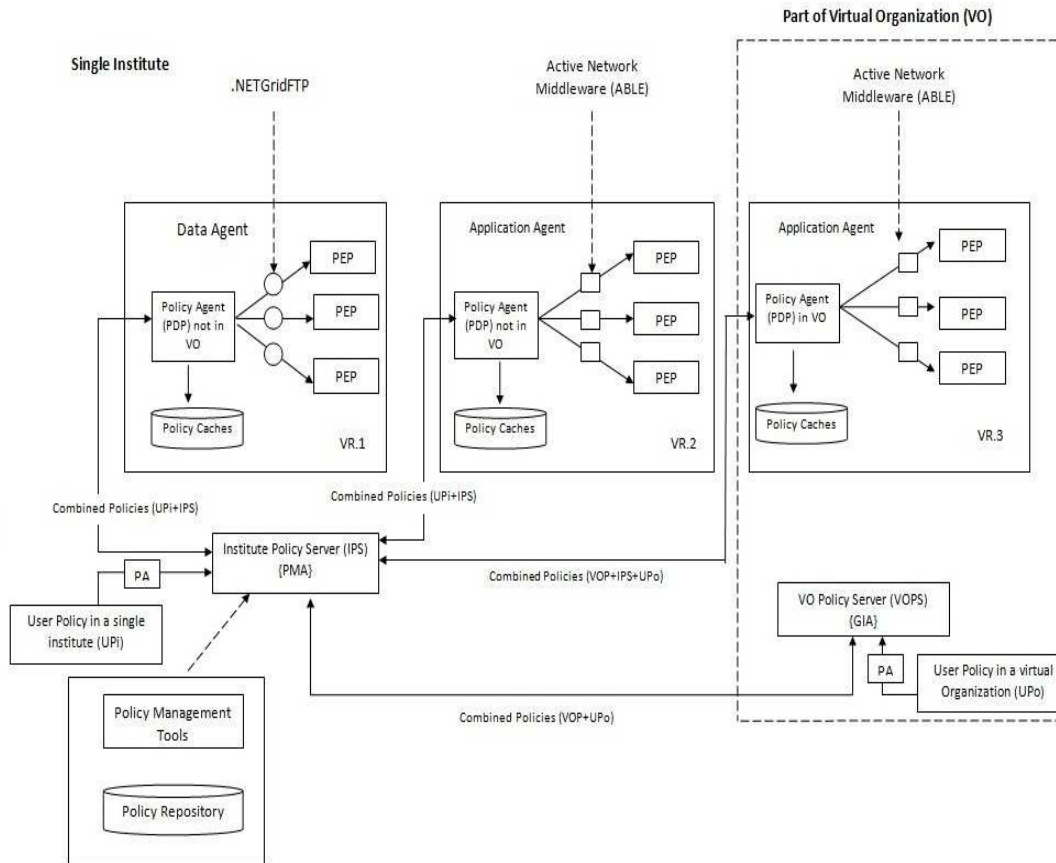 Part of Virtual Organization (VO)
Single Institute
.NETGridFTP
Active Network
Middleware (ABLE)
Active Network
Middleware (ABLE)
Data Agent
PEP
Policy Agent
(PDP) not in
VO
PEP
PEP
Policy Caches
VR.1
Application Agent
PEP
Policy Agent
(PDP) not in
VO
PEP
PEP
Policy Caches
VR.2
Application Agent
PEP
Policy Agent
(PDP) in VO
PEP
PEP
Policy Caches
VR.3
Combined Policies (UPi+IPS)
Combined Policies (UPi+IPS)
Institute Policy Server (IPS)
{PMA}
Combined Policies (VOP+IPS+UPo)
PA
User Policy in a single
institute (UPi)
VO Policy Server (VOPS)
{GIA}
PA
User Policy in a virtual
Organization (UPo)
Combined Policies (VOP+UPo)
Policy Management
Tools
Policy Repository